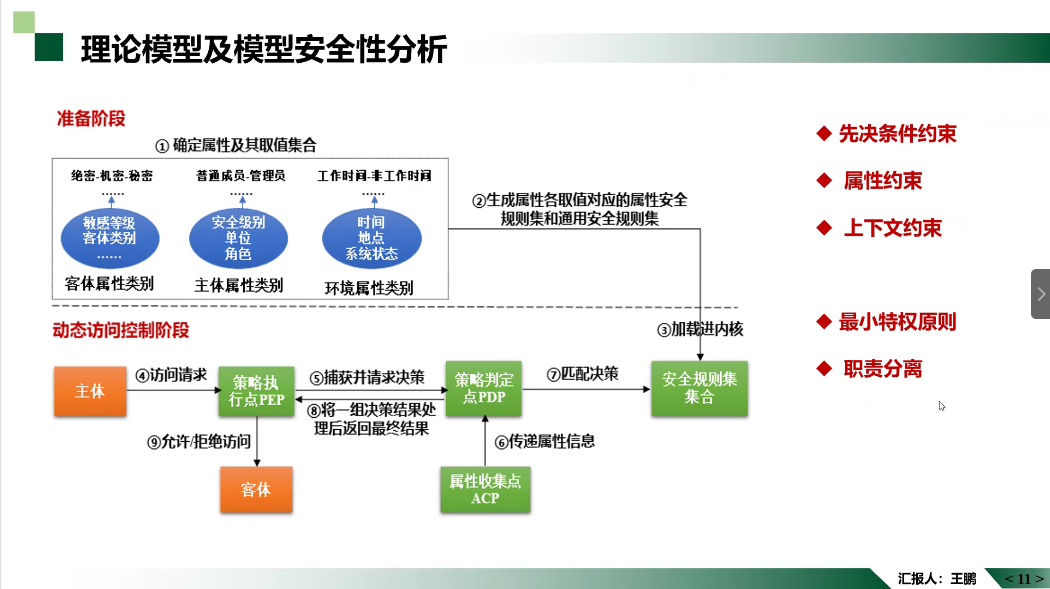 理论模型及模型安全性分析
准备阶段
① 确定属性及其取值集合
绝密-机密-秘密
......
普通成员-管理员
......
工作时间-非工作时间
......
敏感等级
客体类别
......
安全级别
单位
角色
时间
地点
系统状态
客体属性类别
主体属性类别
环境属性类别
②生成属性各取值对应的属性安全
规则集和通用安全规则集
动态访问控制阶段
③加载进内核
主体
④访问请求
策略执
行点PEP
⑤捕获并请求决策
⑧将一组决策结果处
理后返回最终结果
策略判定
点PDP
⑦匹配决策
安全规则集
集合
⑨允许/拒绝访问
⑥传递属性信息
客体
属性收集点
ACP
◆ 先决条件约束
◆ 属性约束
◆ 上下文约束
◆ 最小特权原则
◆ 职责分离
汇报人：王鹏
< 11 >